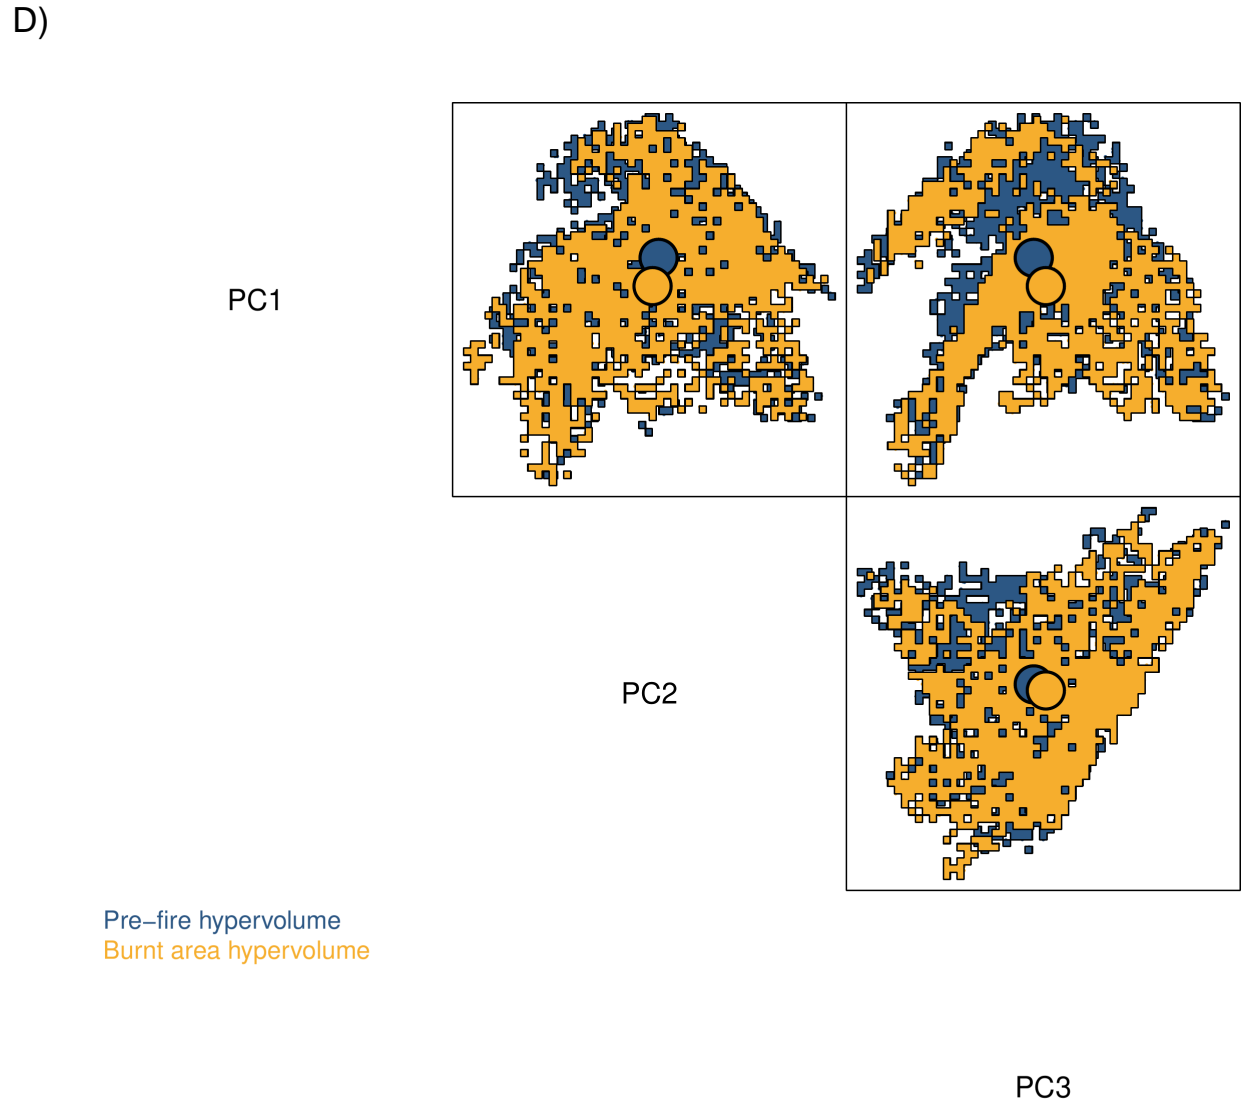 D)
PC1
PC2
Pre−fire hypervolume
Burnt area hypervolume
PC3